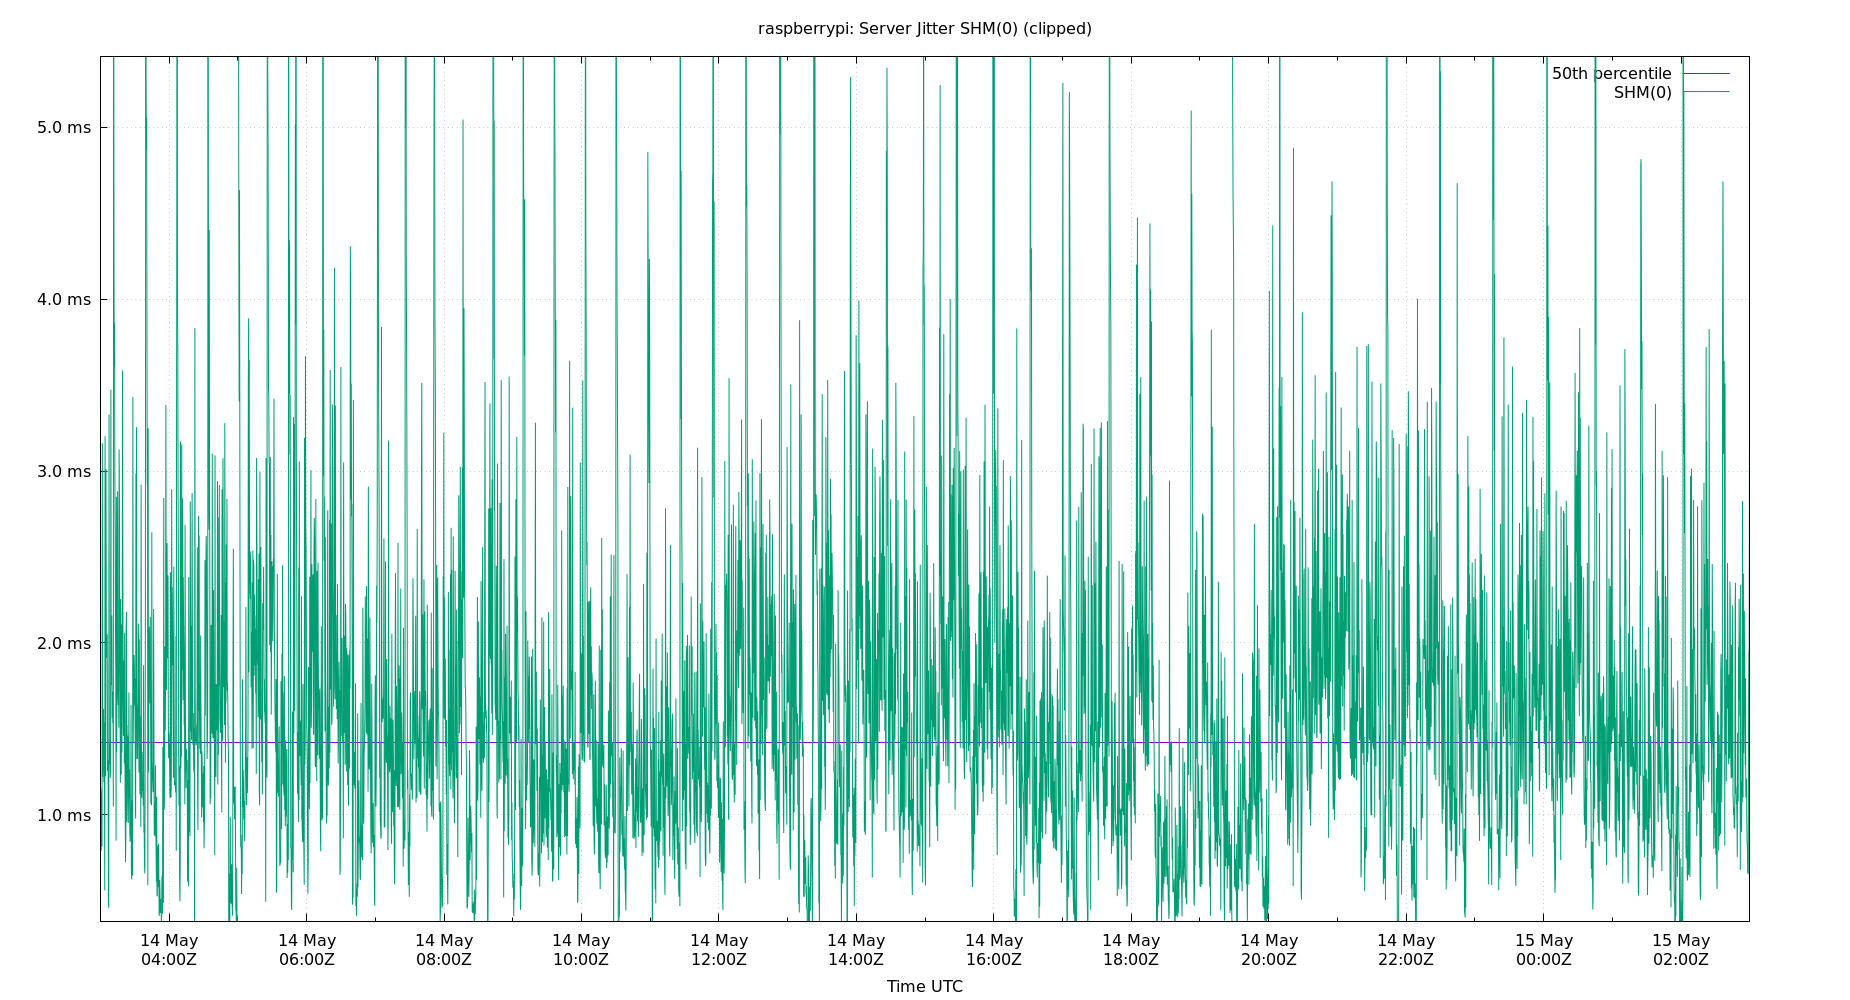 raspberrypi: Server Jitter SHM(0) (clipped)
50th percentile
SHM(0)
5.0 ms
4.0 ms
3.0 ms
2.0 ms
1.0 ms
14 May 14 May 14 May 14 May 14 May 14 May 14 May 14 May 14 May 14 May 15 May 15 May
04:00Z 06:00Z 08:00Z 10:00Z 12:00Z 14:00Z 16:00Z 18:00Z 20:00Z 22:00Z 00:00Z 02:00Z
Time UTC